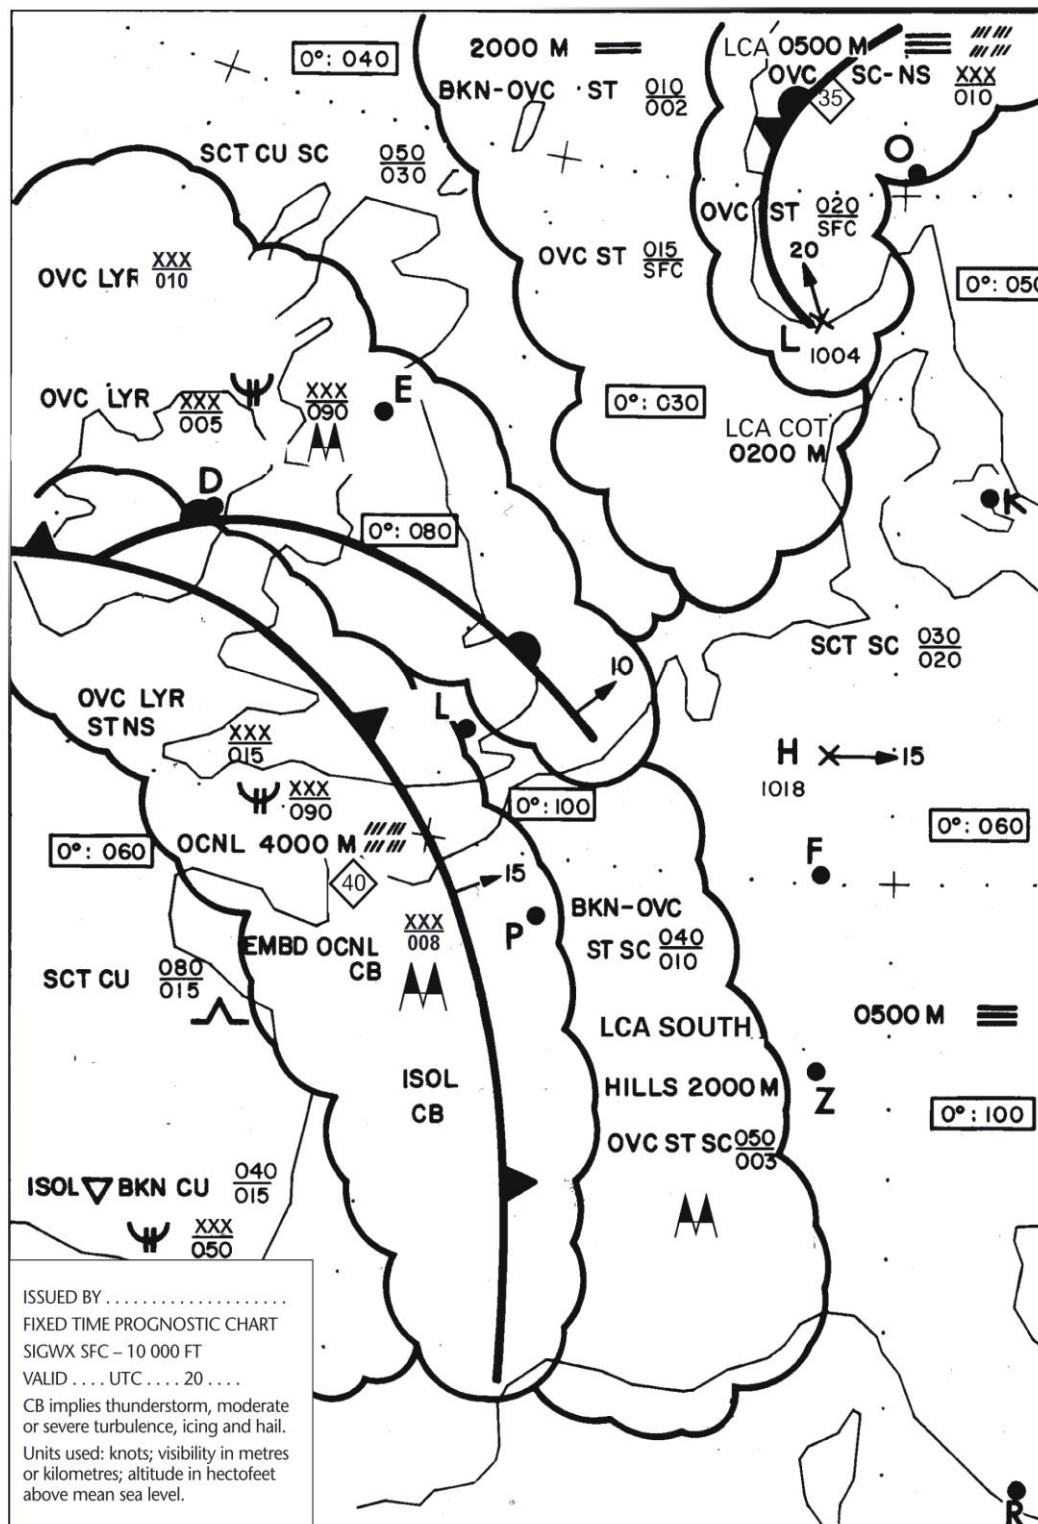 0°: 040
2000 M
BKN-OVC ST 010
002
LCA 0500 M
OVC SC-NS XXX
010
35
SCT CU SC 050
030
O
OVC ST 020
SFC
20
OVC LYR XXX
010
OVC ST 015
SFC
0°: 050
L 1004
OVC LYR XXX
005
XXX
090
E
0°: 030
LCA COT
0200 M
D
K
0°: 080
SCT SC 030
020
10
OVC LYR
ST NS
XXX
015
L
H 15
1018
XXX
090
0°: 100
0°: 060
OCNL 4000 M
0°: 060
40
15
F
BKN-OVC
ST SC 040
010
P
EMBD OCNL
CB
XXX
008
SCT CU 080
015
0500 M
LCA SOUTH
HILLS 2000 M
ISOL
CB
Z
0°: 100
OVC ST SC 050
003
ISOL BKN CU 040
015
XXX
050
ISSUED BY . . . . . . . . . . . . . . . . . . . .
FIXED TIME PROGNOSTIC CHART
SIGWX SFC – 10 000 FT
VALID . . . . UTC . . . . 20 . . . .
CB implies thunderstorm, moderate
or severe turbulence, icing and hail.
Units used: knots; visibility in metres
or kilometres; altitude in hectofeet
above mean sea level.
R